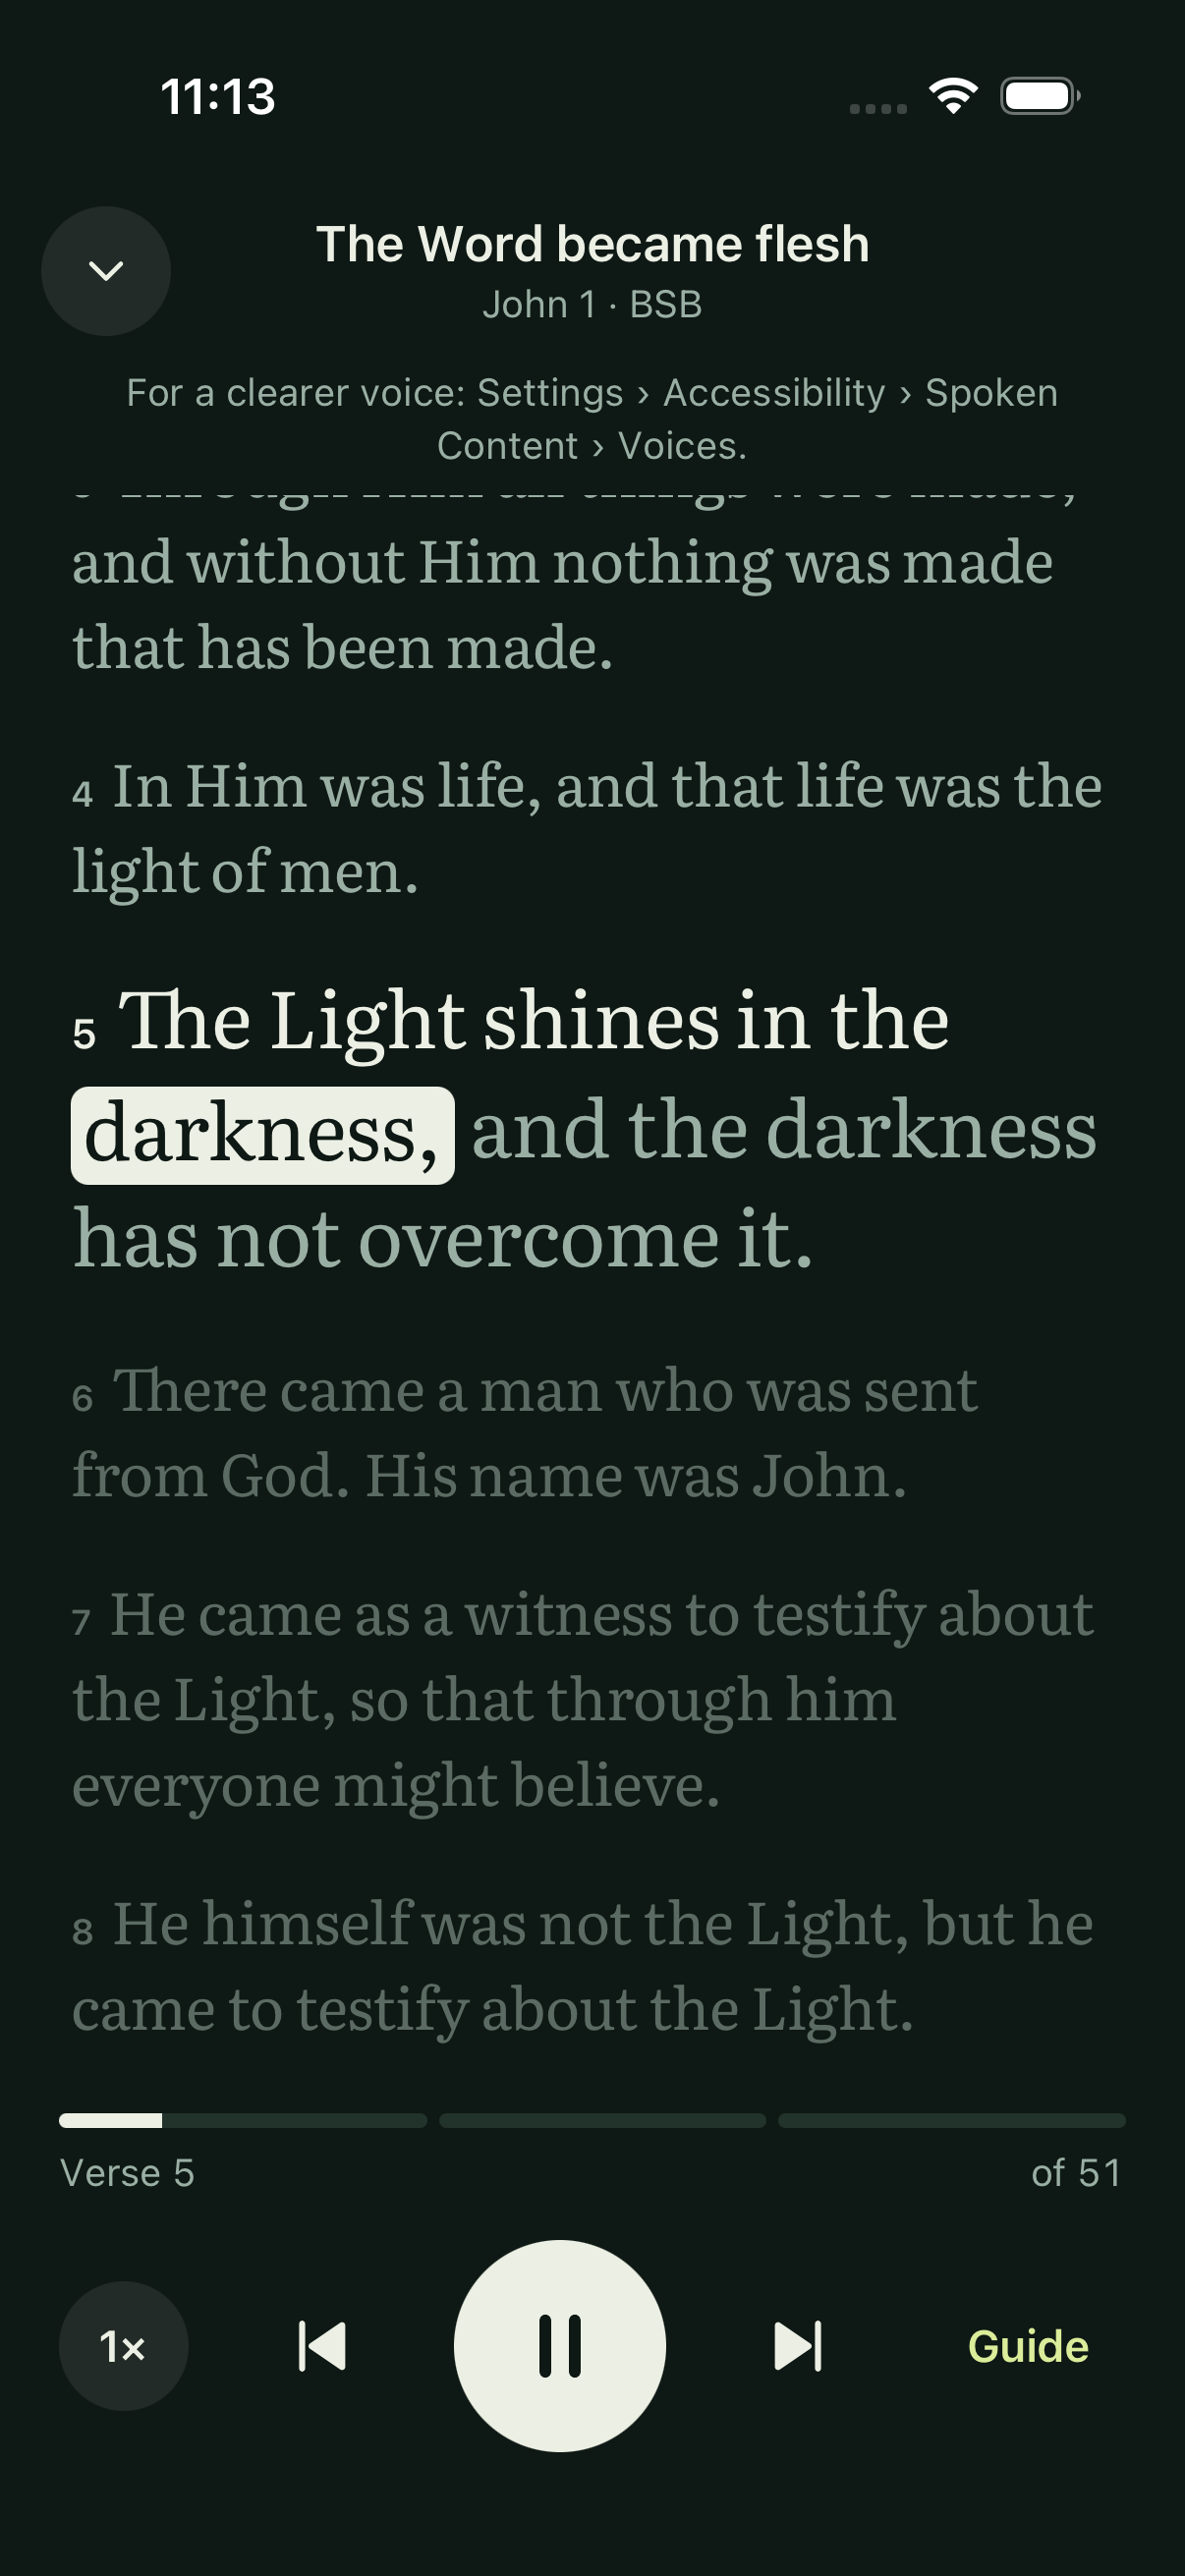 11:13
The Word became flesh
John 1 · BSB
For a clearer voice: Settings › Accessibility › Spoken
Content › Voices.
and without Him nothing was made
that has been made.
4 In Him was life, and that life was the
light of men.
5 The Light shines in the
darkness, and the darkness
has not overcome it.
6 There came a man who was sent
from God. His name was John.
7 He came as a witness to testify about
the Light, so that through him
everyone might believe.
8 He himself was not the Light, but he
came to testify about the Light.
Verse 5 of 51
1× Guide